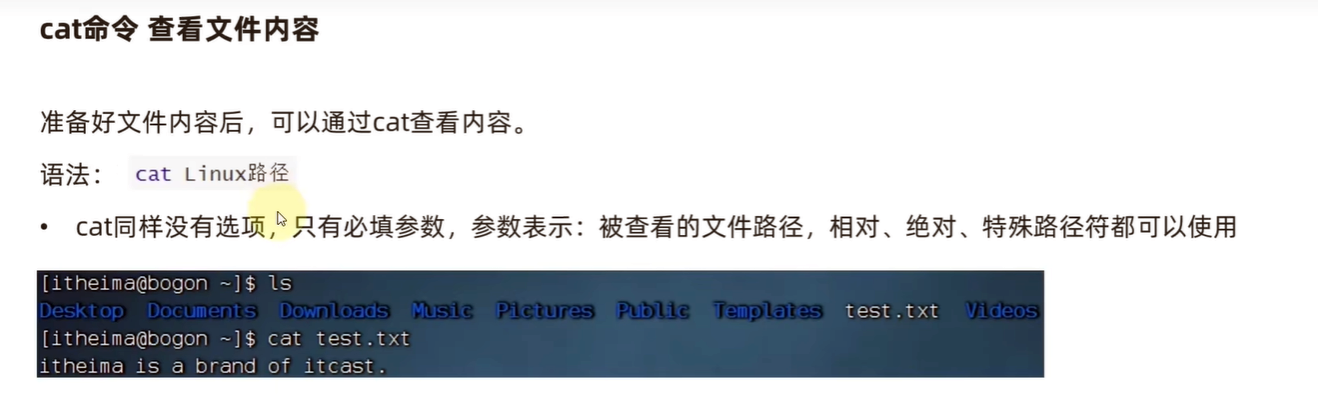 cat命令 查看文件内容
准备好文件内容后，可以通过cat查看内容。
语法： cat Linux路径
• cat同样没有选项，只有必填参数，参数表示：被查看的文件路径，相对、绝对、特殊路径符都可以使用
[itheima@bogon ~]$ ls
Desktop Documents Downloads Music Pictures Public Templates test.txt Videos
[itheima@bogon ~]$ cat test.txt
itheima is a brand of itcast.